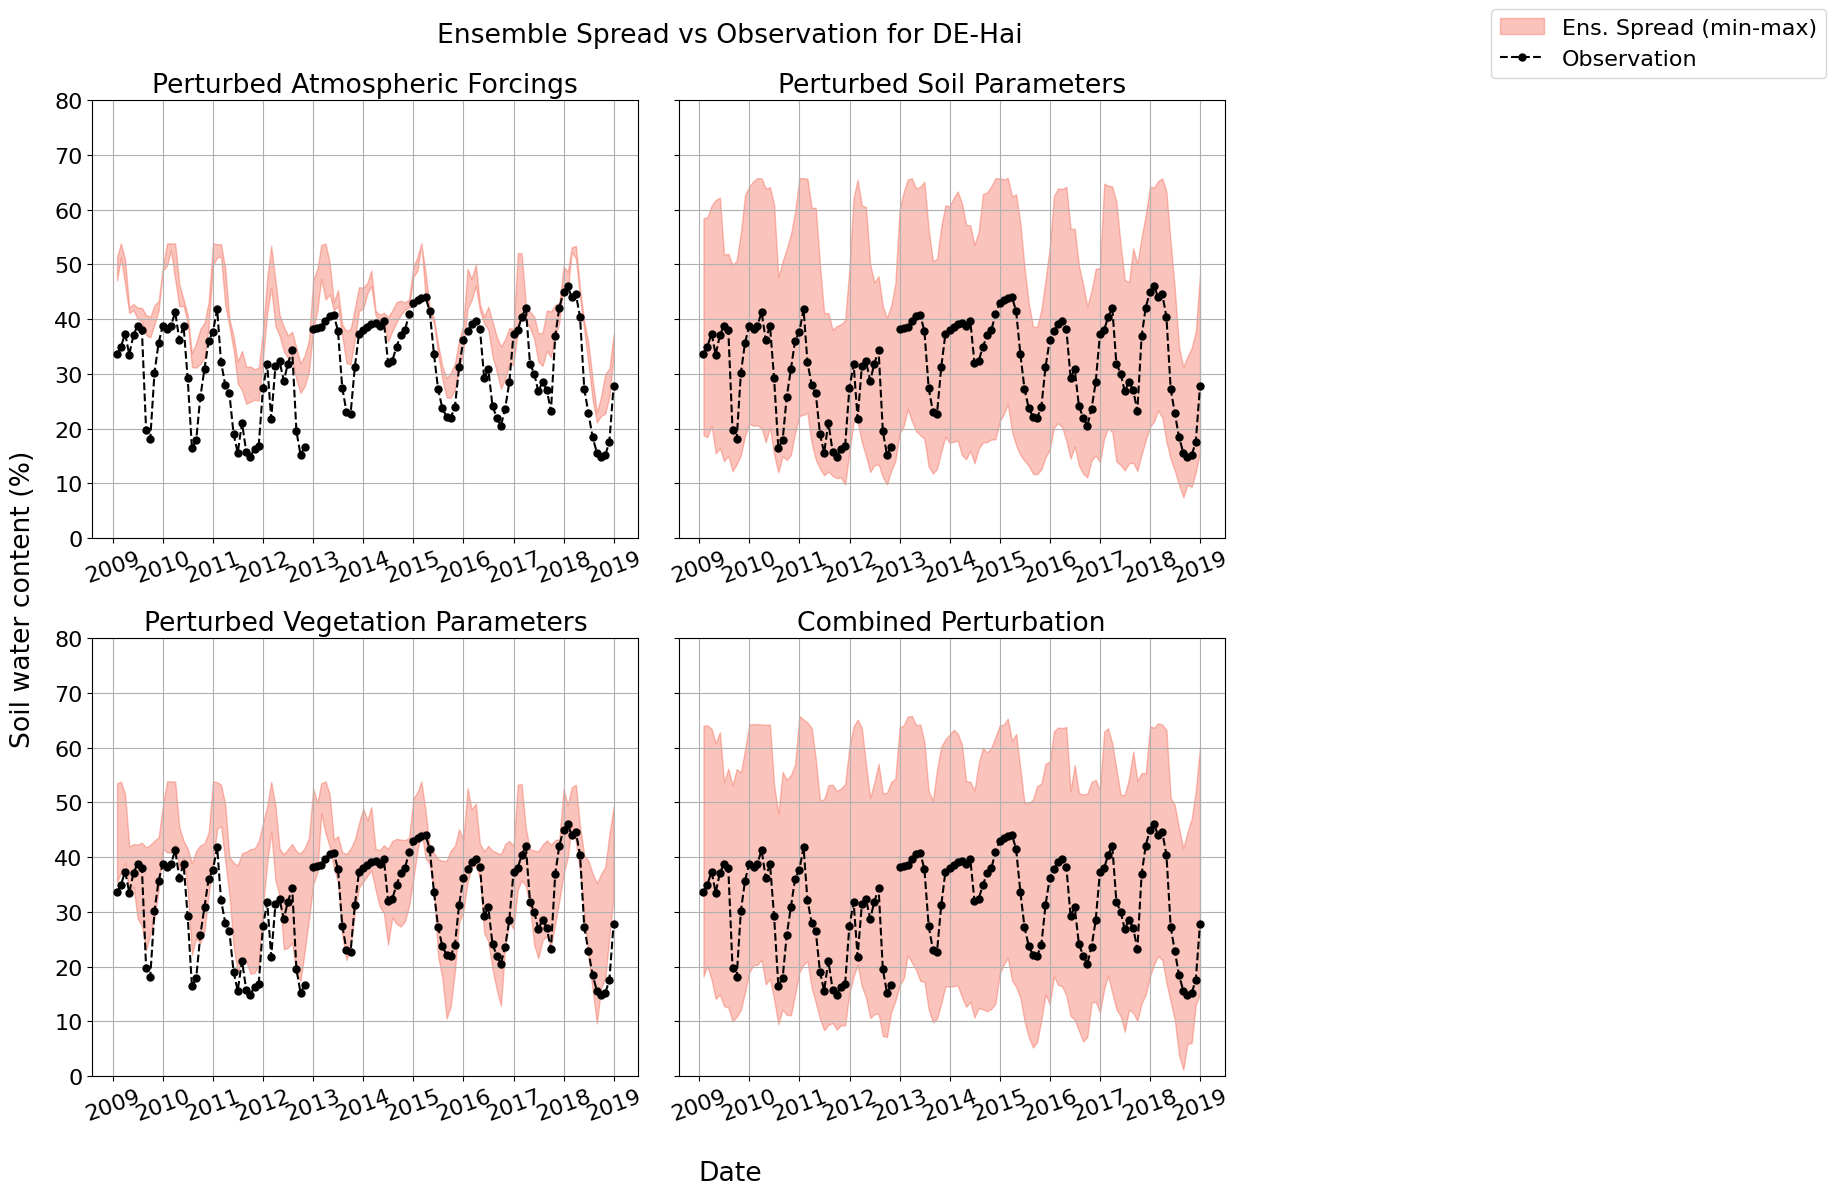 Ensemble Spread vs Observation for DE-Hai
Ens. Spread (min-max)
Observation
Perturbed Atmospheric Forcings
80
70
60
50
40
30
20
10
0
2009 2010 2011 2012 2013 2014 2015 2016 2017 2018 2019
Perturbed Soil Parameters
2009 2010 2011 2012 2013 2014 2015 2016 2017 2018 2019
Soil water content (%)
Perturbed Vegetation Parameters
80
70
60
50
40
30
20
10
0
2009 2010 2011 2012 2013 2014 2015 2016 2017 2018 2019
Combined Perturbation
2009 2010 2011 2012 2013 2014 2015 2016 2017 2018 2019
Date